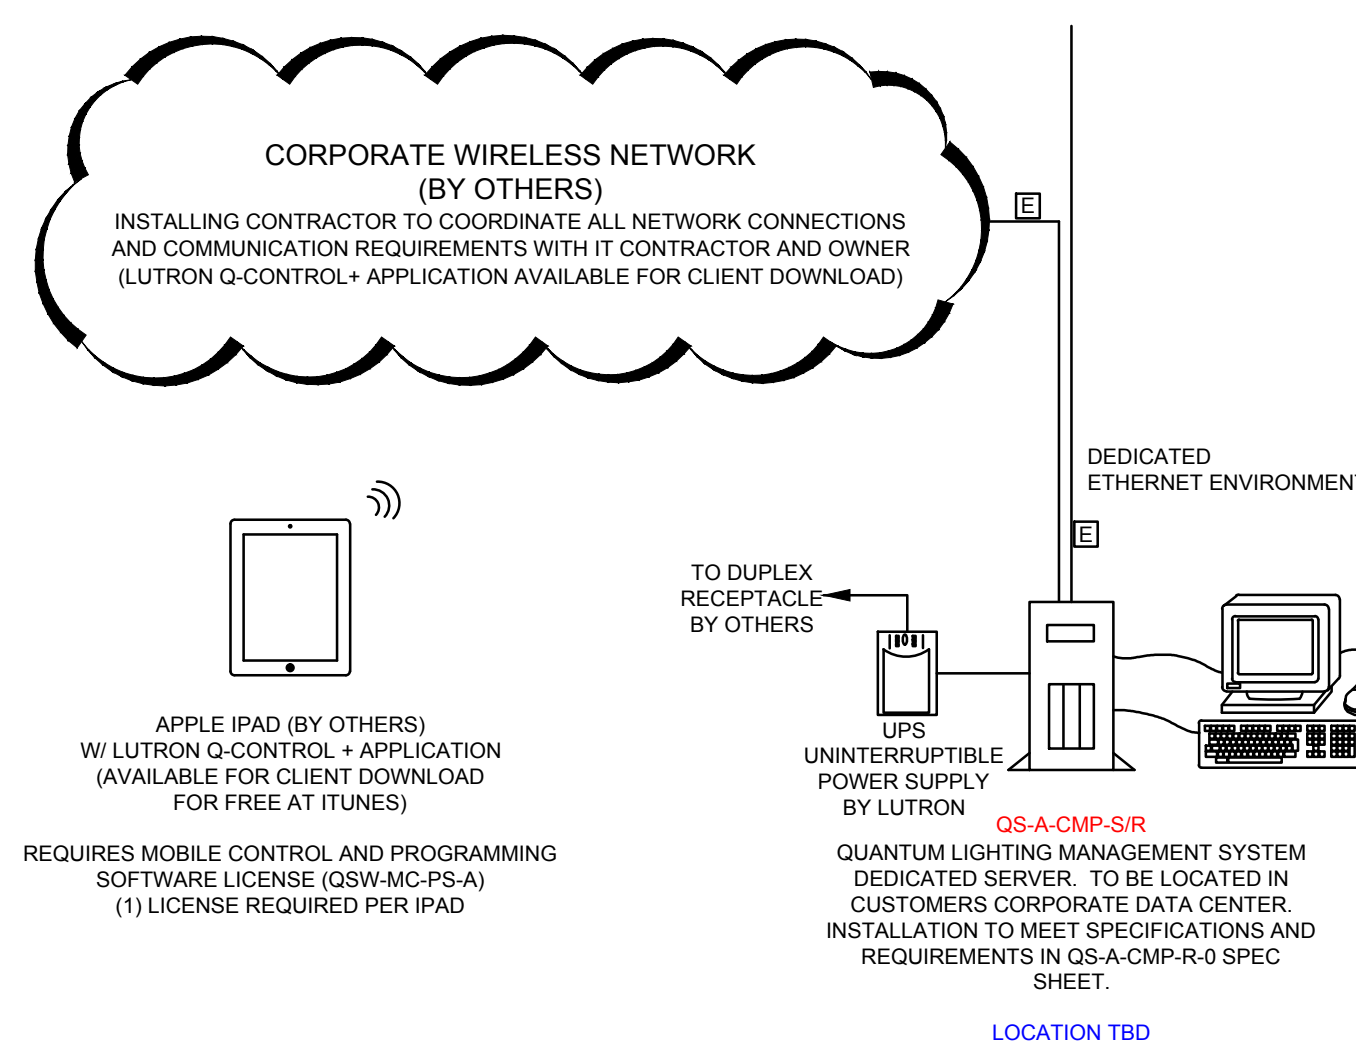 CORPORATE WIRELESS NETWORK
(BY OTHERS)
INSTALLING CONTRACTOR TO COORDINATE ALL NETWORK CONNECTIONS
AND COMMUNICATION REQUIREMENTS WITH IT CONTRACTOR AND OWNER
(LUTRON Q-CONTROL+ APPLICATION AVAILABLE FOR CLIENT DOWNLOAD)
E
DEDICATED
ETHERNET ENVIRONMENT
E
TO DUPLEX
RECEPTACLE
BY OTHERS
UPS
UNINTERRUPTIBLE
POWER SUPPLY
BY LUTRON
APPLE IPAD (BY OTHERS)
W/ LUTRON Q-CONTROL + APPLICATION
(AVAILABLE FOR CLIENT DOWNLOAD
FOR FREE AT ITUNES)
REQUIRES MOBILE CONTROL AND PROGRAMMING
SOFTWARE LICENSE (QSW-MC-PS-A)
(1) LICENSE REQUIRED PER IPAD
QS-A-CMP-S/R
QUANTUM LIGHTING MANAGEMENT SYSTEM
DEDICATED SERVER.  TO BE LOCATED IN
CUSTOMERS CORPORATE DATA CENTER.
INSTALLATION TO MEET SPECIFICATIONS AND
REQUIREMENTS IN QS-A-CMP-R-0 SPEC
SHEET.
LOCATION TBD